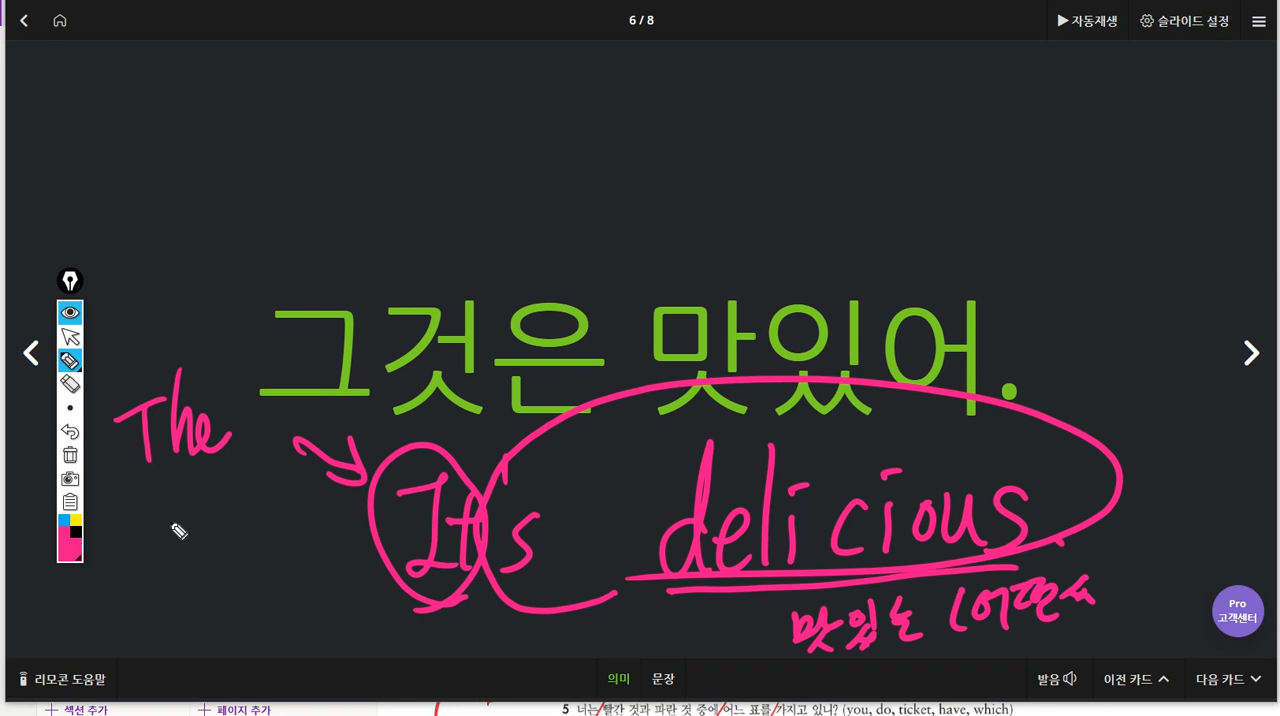 6 / 8
자동재생
슬라이드 설정
그것은 맛있어.
The
It's delicious.
맛있는
Pro
고객센터
리모콘 도움말
의미
문장
발음
이전 카드
다음 카드
섹션 추가
페이지 추가
5 너는 빨간 것과 파란 것 중에 어느 표를 가지고 있니? (you, do, ticket, have, which)